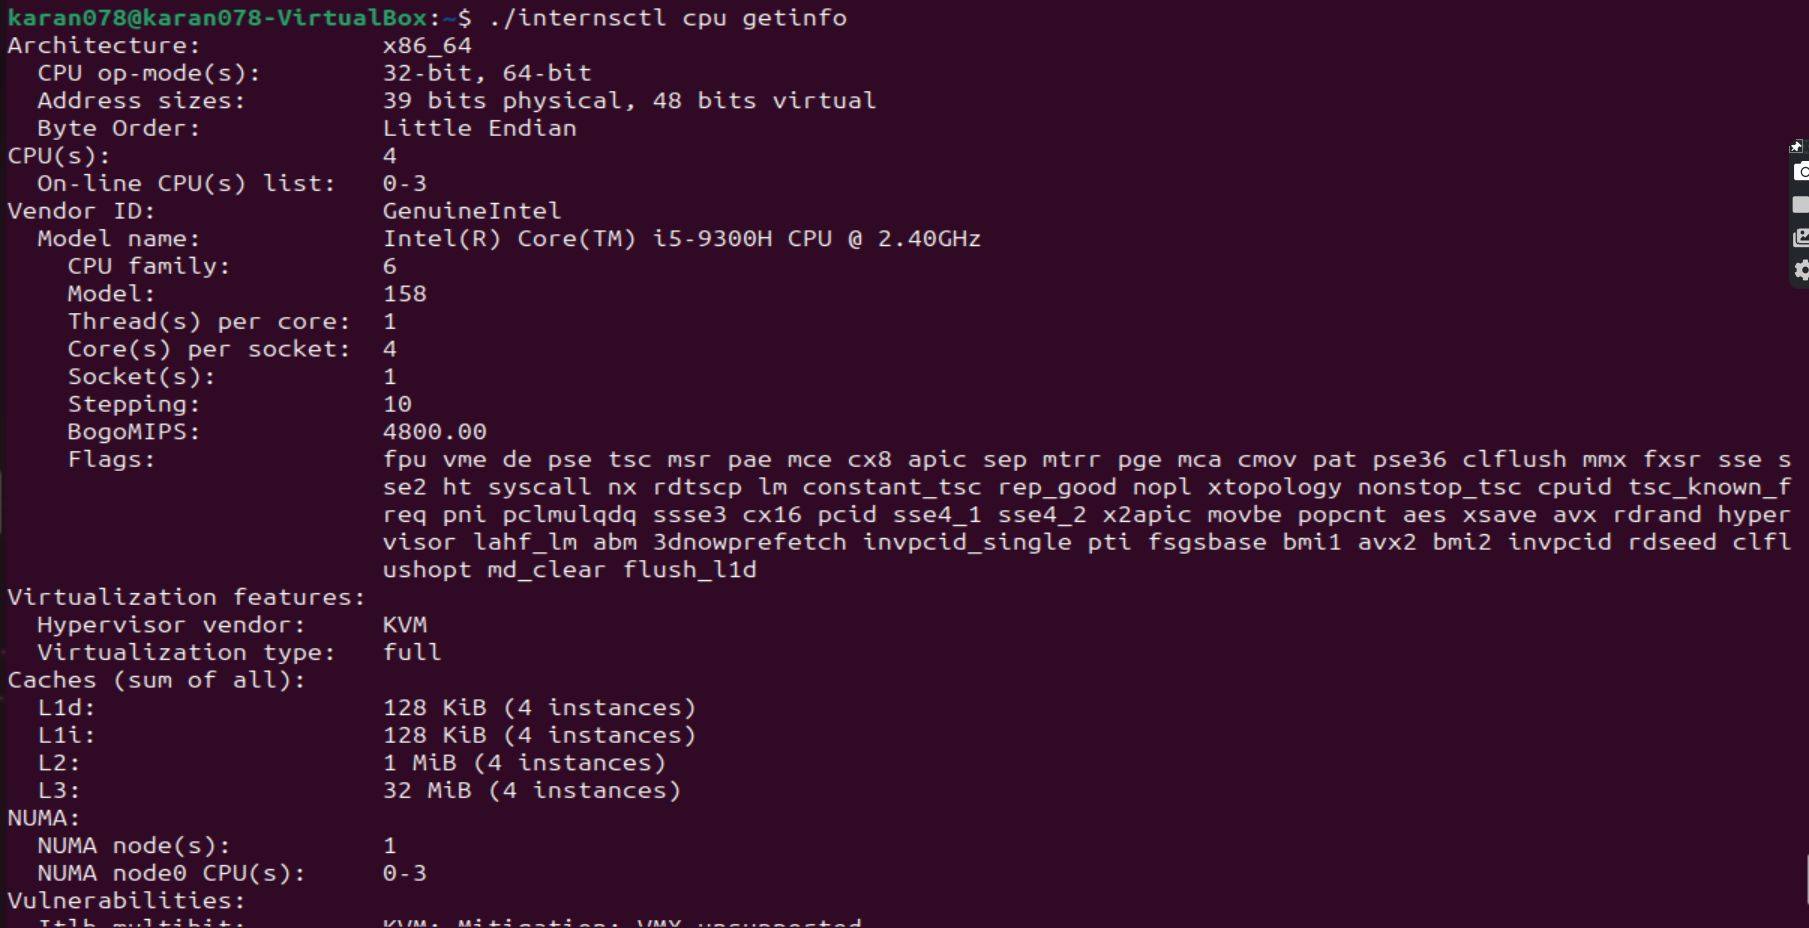 karan078@karan078-VirtualBox:~$ ./internsctl cpu getinfo
Architecture:            x86_64
  CPU op-mode(s):        32-bit, 64-bit
  Address sizes:         39 bits physical, 48 bits virtual
  Byte Order:            Little Endian
CPU(s):                  4
  On-line CPU(s) list:   0-3
Vendor ID:               GenuineIntel
  Model name:            Intel(R) Core(TM) i5-9300H CPU @ 2.40GHz
    CPU family:          6
    Model:               158
    Thread(s) per core:  1
    Core(s) per socket:  4
    Socket(s):           1
    Stepping:            10
    BogoMIPS:            4800.00
    Flags:               fpu vme de pse tsc msr pae mce cx8 apic sep mtrr pge mca cmov pat pse36 clflush mmx fxsr sse s
                         se2 ht syscall nx rdtscp lm constant_tsc rep_good nopl xtopology nonstop_tsc cpuid tsc_known_f
                         req pni pclmulqdq ssse3 cx16 pcid sse4_1 sse4_2 x2apic movbe popcnt aes xsave avx rdrand hyper
                         visor lahf_lm abm 3dnowprefetch invpcid_single pti fsgsbase bmi1 avx2 bmi2 invpcid rdseed clfl
                         ushopt md_clear flush_l1d
Virtualization features:
  Hypervisor vendor:     KVM
  Virtualization type:   full
Caches (sum of all):
  L1d:                   128 KiB (4 instances)
  L1i:                   128 KiB (4 instances)
  L2:                    1 MiB (4 instances)
  L3:                    32 MiB (4 instances)
NUMA:
  NUMA node(s):          1
  NUMA node0 CPU(s):     0-3
Vulnerabilities:
  Itlb multihit:         KVM: Mitigation: VMX unsupported